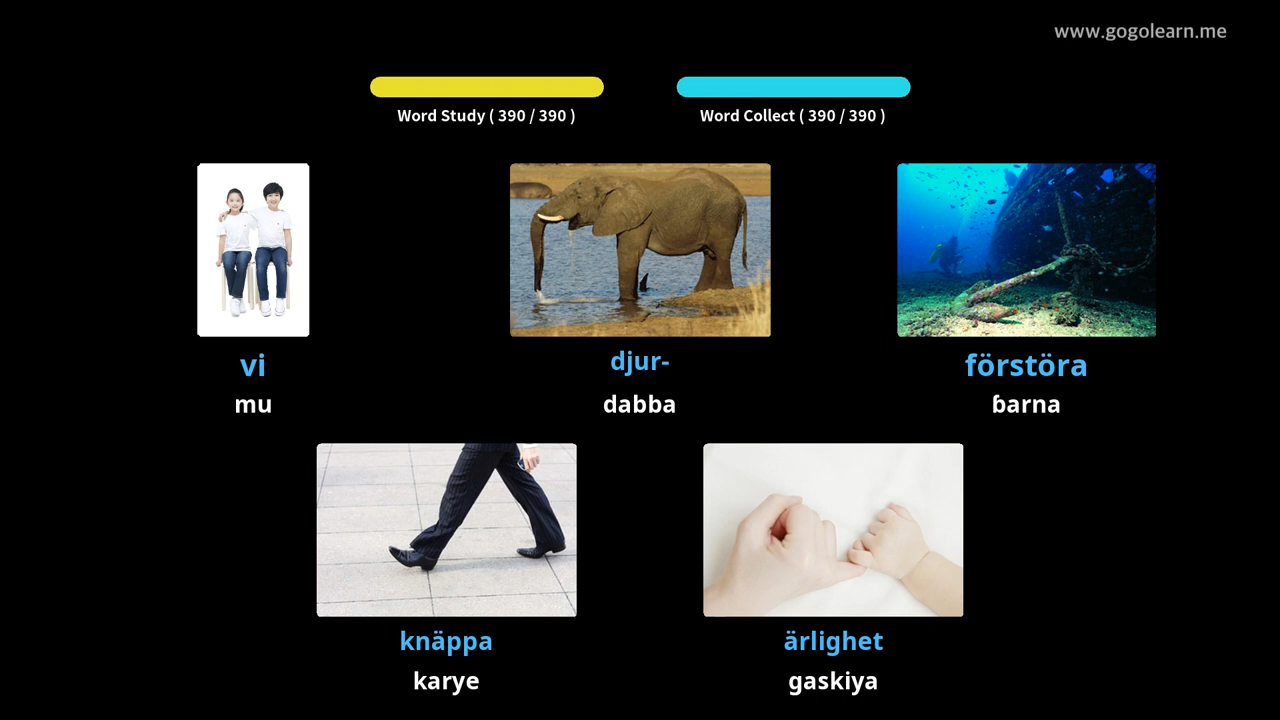 www.gogolearn.me
Word Study ( 390 / 390 )
Word Collect ( 390 / 390 )
vi
mu
djur-
dabba
förstöra
ɓarna
knäppa
karye
ärlighet
gaskiya